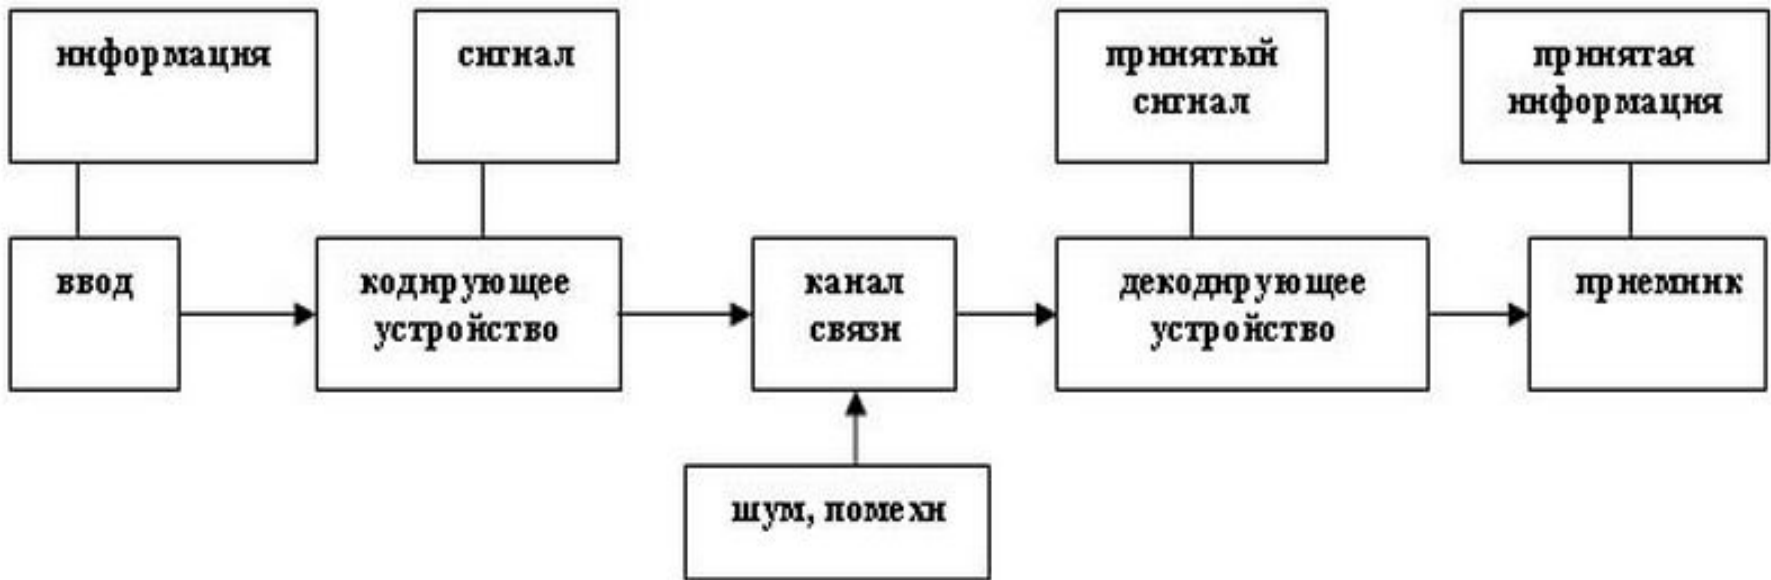 информация
сигнал
принятый
сигнал
принятая
информация
ввод
кодирующее
устройство
канал
связи
декодирующее
устройство
приемник
шум, помехи